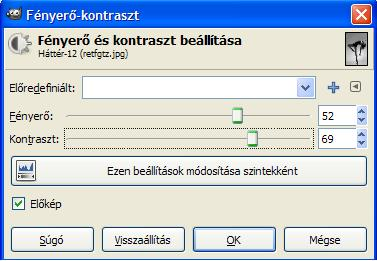 Fényerő-kontraszt
Fényerő és kontraszt beállítása
Háttér-12 (retfgtz.jpg)
Előredefiniált:
Fényerő: 52
Kontraszt: 69
Ezen beállítások módosítása szintekként
Előkép
Súgó Visszaállítás OK Mégse